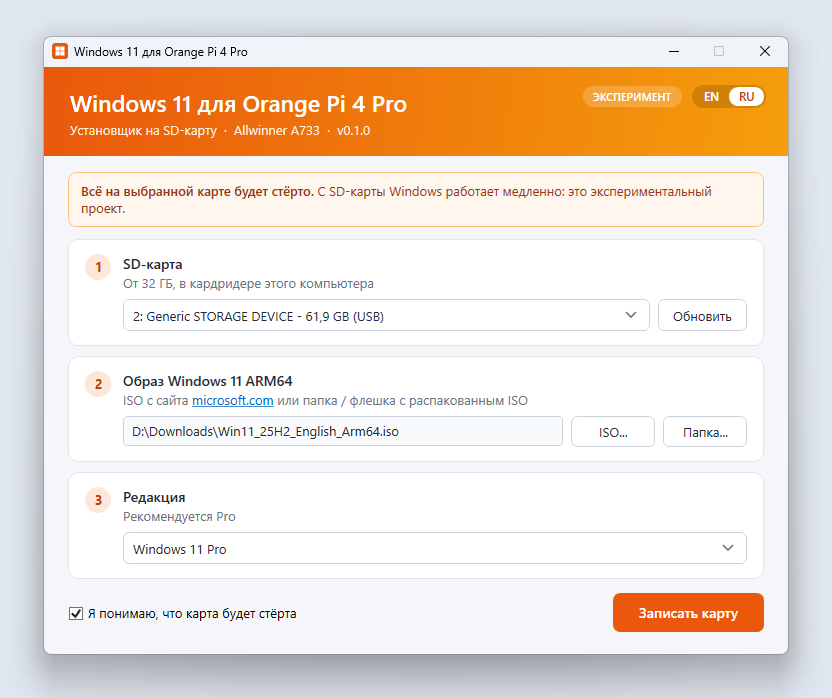 Windows 11 для Orange Pi 4 Pro
Windows 11 для Orange Pi 4 Pro
ЭКСПЕРИМЕНТ
EN RU
Установщик на SD-карту · Allwinner A733 · v0.1.0
Всё на выбранной карте будет стёрто. С SD-карты Windows работает медленно: это экспериментальный
проект.
1
SD-карта
От 32 ГБ, в кардридере этого компьютера
2: Generic STORAGE DEVICE - 61,9 GB (USB)
Обновить
2
Образ Windows 11 ARM64
ISO с сайта microsoft.com или папка / флешка с распакованным ISO
D:\Downloads\Win11_25H2_English_Arm64.iso
ISO...
Папка...
3
Редакция
Рекомендуется Pro
Windows 11 Pro
Я понимаю, что карта будет стёрта
Записать карту